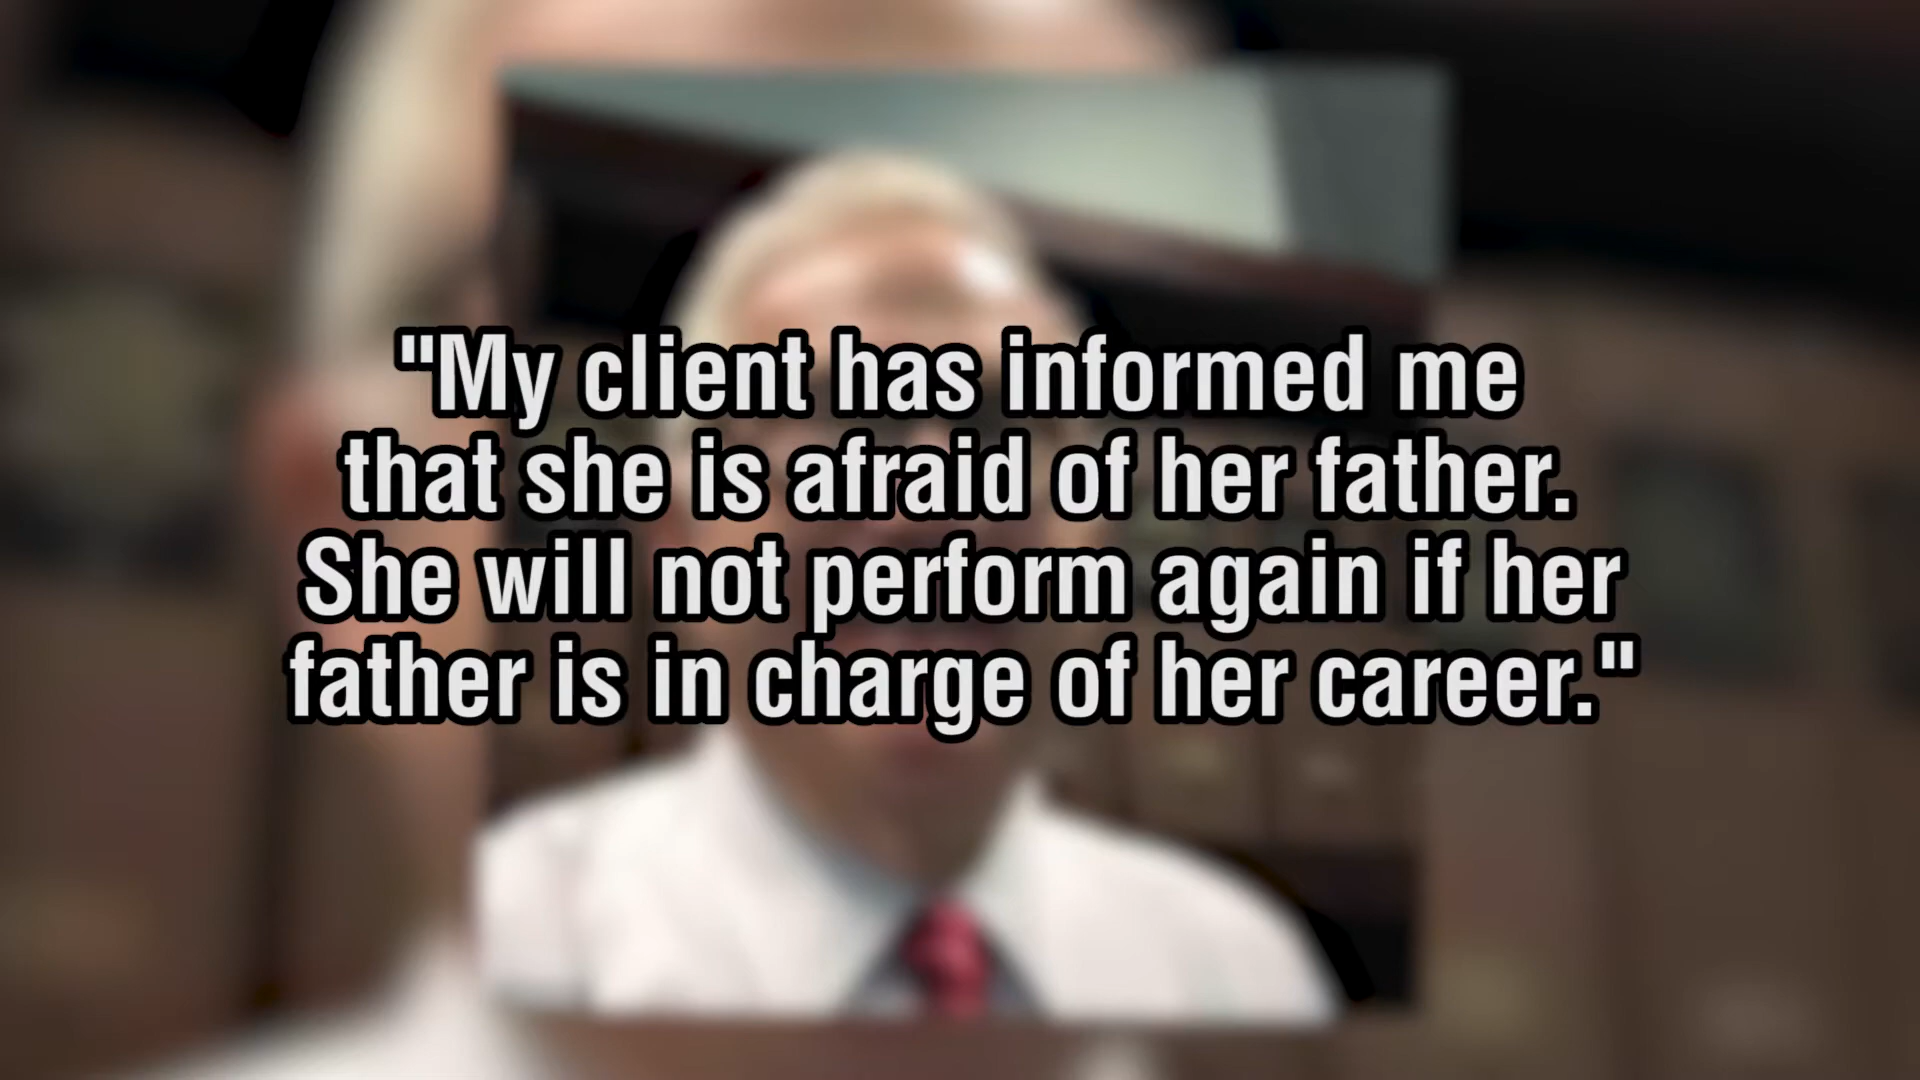 "My client has informed me
that she is afraid of her father.
She will not perform again if her
father is in charge of her career."